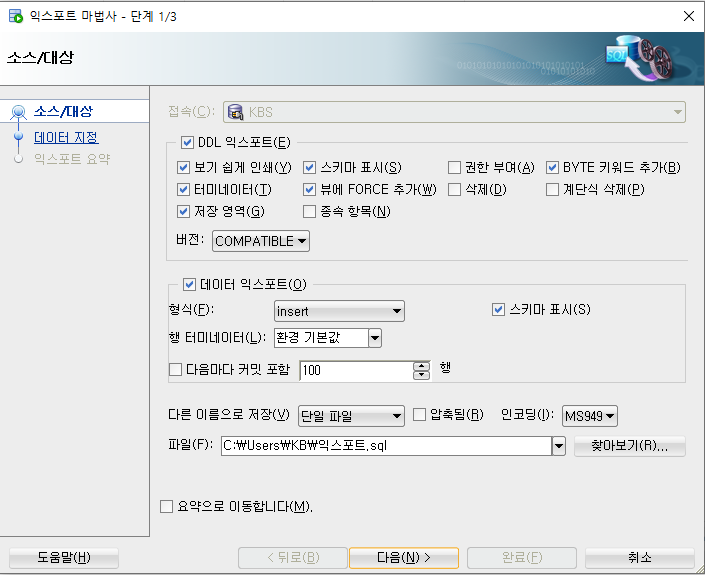 익스포트 마법사 - 단계 1/3
소스/대상
소스/대상
데이터 지정
익스포트 요약
접속(C): KBS
DDL 익스포트(E)
보기 쉽게 인쇄(Y) 스키마 표시(S) 권한 부여(A) BYTE 키워드 추가(B)
터미네이터(T) 뷰에 FORCE 추가(W) 삭제(D) 계단식 삭제(P)
저장 영역(G) 종속 항목(N)
버전: COMPATIBLE
데이터 익스포트(O)
형식(F): insert 스키마 표시(S)
행 터미네이터(L): 환경 기본값
다음마다 커밋 포함 100 행
다른 이름으로 저장(V) 단일 파일 압축됨(R) 인코딩(I): MS949
파일(F): C:₩Users₩KB₩익스포트.sql 찾아보기(R)...
요약으로 이동합니다(M).
도움말(H) < 뒤로(B) 다음(N) > 완료(F) 취소